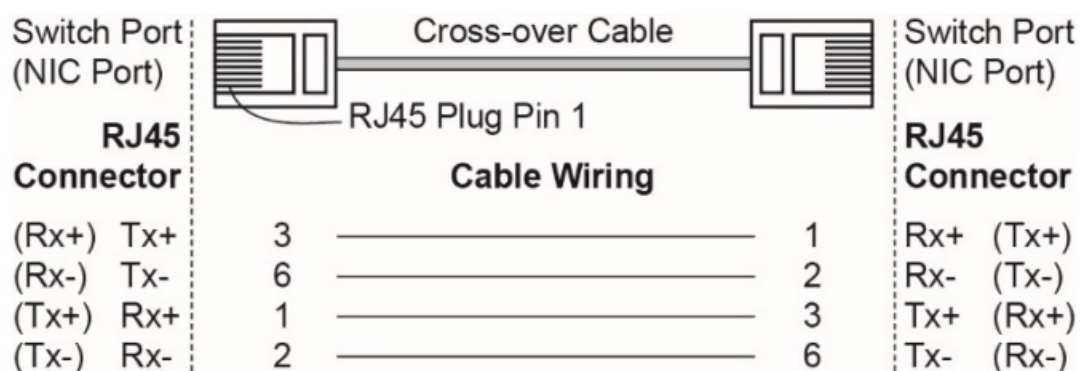 Switch Port Cross-over Cable Switch Port
(NIC Port) (NIC Port)
RJ45 Plug Pin 1
RJ45 RJ45
Connector Cable Wiring Connector
(Rx+) Tx+ 3 1 Rx+ (Tx+)
(Rx-) Tx- 6 2 Rx- (Tx-)
(Tx+) Rx+ 1 3 Tx+ (Rx+)
(Tx-) Rx- 2 6 Tx- (Rx-)